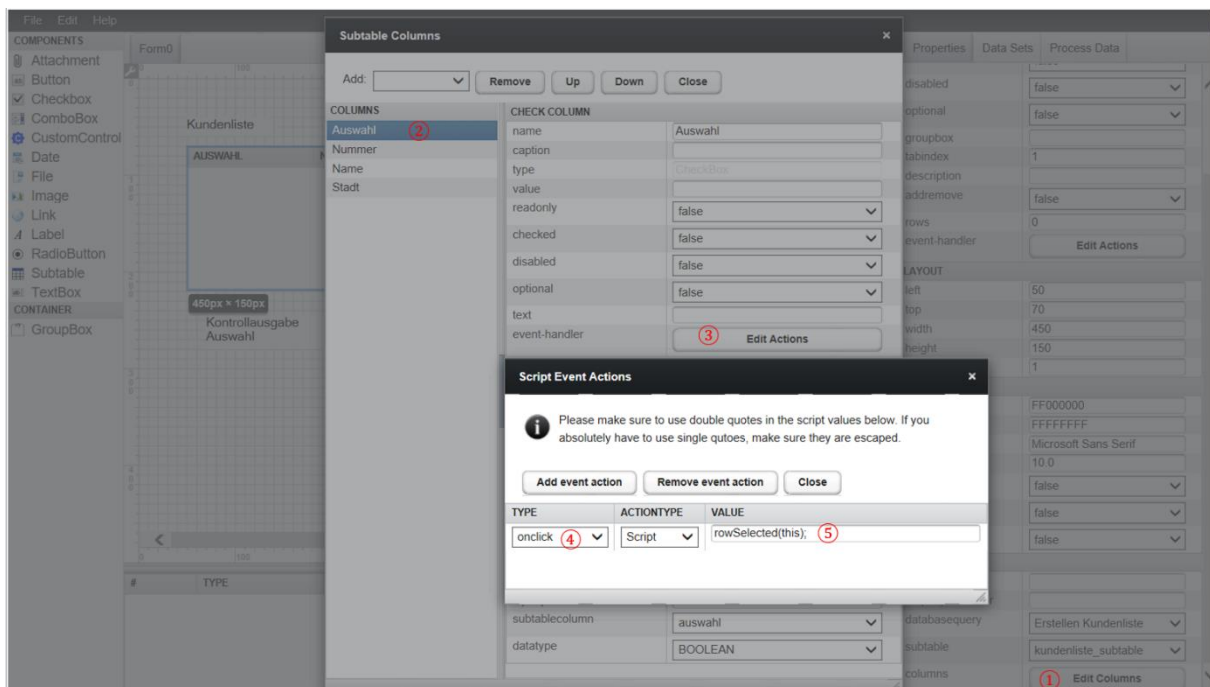 File Edit Help
COMPONENTS
Attachment
Button
Checkbox
ComboBox
CustomControl
Date
File
Image
Link
Label
RadioButton
Subtable
TextBox
CONTAINER
GroupBox
Form0
100
Kundenliste
AUSWAHL
450px × 150px
Kontrollausgabe
Auswahl
0 100
# TYPE
Subtable Columns ×
Add: Remove Up Down Close
COLUMNS
Auswahl ②
Nummer
Name
Stadt
CHECK COLUMN
name Auswahl
caption
type CheckBox
value
readonly false
checked false
disabled false
optional false
text
event-handler ③ Edit Actions
Script Event Actions ×
Please make sure to use double quotes in the script values below. If you
absolutely have to use single qutoes, make sure they are escaped.
Add event action Remove event action Close
TYPE ACTIONTYPE VALUE
onclick ④ Script rowSelected(this); ⑤
subtablecolumn auswahl
datatype BOOLEAN
Properties Data Sets Process Data
disabled false
optional false
groupbox
tabindex 1
description
addremove false
rows 0
event-handler Edit Actions
LAYOUT
left 50
top 70
width 450
height 150
1
FF000000
FFFFFFFF
Microsoft Sans Serif
10.0
false
false
false
databasequery Erstellen Kundenliste
subtable kundenliste_subtable
columns ① Edit Columns